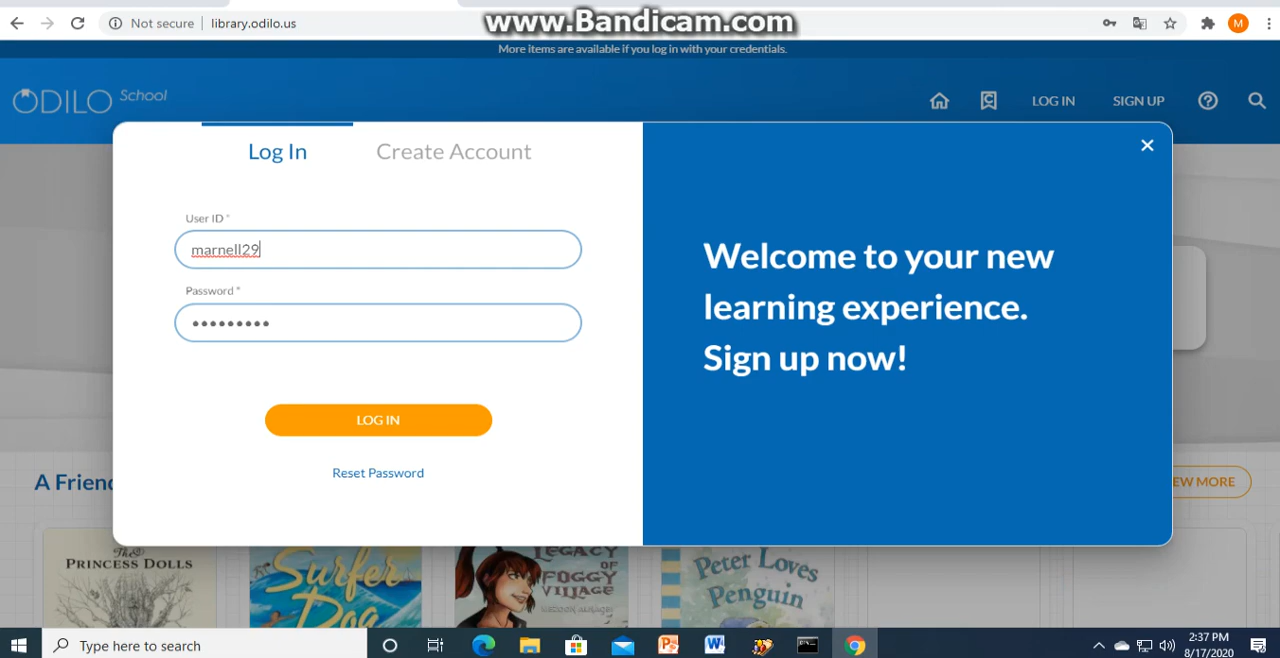 www.Bandicam.com
Not secure library.odilo.us
M
More items are available if you log in with your credentials.
ODILO School
LOG IN
SIGN UP
Log In
Create Account
User ID *
marnell29
Password *
LOG IN
Reset Password
Welcome to your new
learning experience.
Sign up now!
A Friend
EW MORE
The
PRINCESS DOLLS
Surfer
Dog
LEGACY
OF
FOGGY
VILLAGE
Peter Loves
Penguin
Type here to search
2:37 PM
8/17/2020